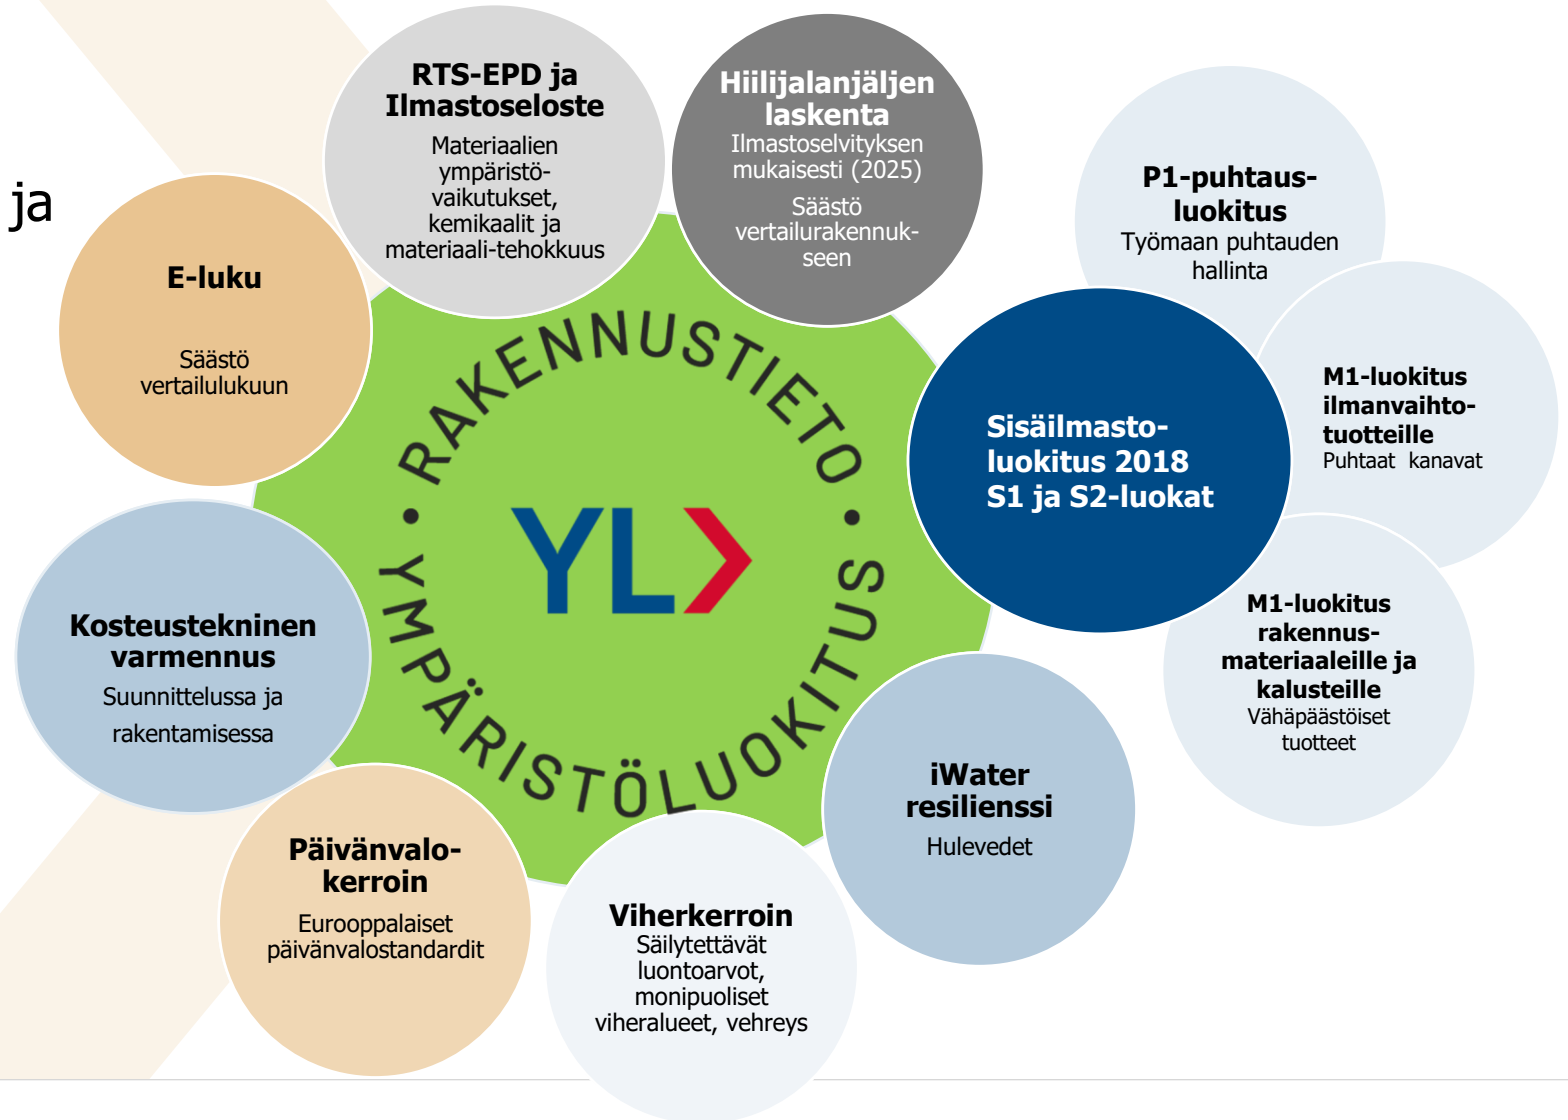 ja
RTS-EPD ja
Ilmastoseloste
Materiaalien
ympäristö-
vaikutukset,
kemikaalit ja
materiaali-tehokkuus
Hiilijalanjäljen
laskenta
Ilmastoselvityksen
mukaisesti (2025)
Säästö
vertailurakennuk-
seen
P1-puhtaus-
luokitus
Työmaan puhtauden
hallinta
E-luku
Säästö
vertailulukuun
M1-luokitus
ilmanvaihto-
tuotteille
Puhtaat kanavat
Sisäilmasto-
luokitus 2018
S1 ja S2-luokat
• RAKENNUSTIETO •
YMPÄRISTÖLUOKITUS
YL
Kosteustekninen
varmennus
Suunnittelussa ja
rakentamisessa
M1-luokitus
rakennus-
materiaaleille ja
kalusteille
Vähäpäästöiset
tuotteet
iWater
resilienssi
Hulevedet
Päivänvalo-
kerroin
Eurooppalaiset
päivänvalostandardit
Viherkerroin
Säilytettävät
luontoarvot,
monipuoliset
viheralueet, vehreys